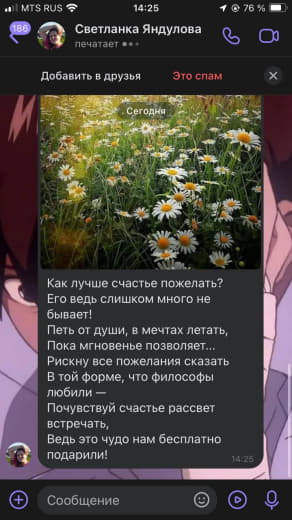 MTS RUS
14:25
76 %
186
Светланка Яндулова
печатает
Добавить в друзья
Это спам
Сегодня
Как лучше счастье пожелать?
Его ведь слишком много не
бывает!
Петь от души, в мечтах летать,
Пока мгновенье позволяет...
Рискну все пожелания сказать
В той форме, что философы
любили —
Почувствуй счастье рассвет
встречать,
Ведь это чудо нам бесплатно
подарили!
14:25
Сообщение